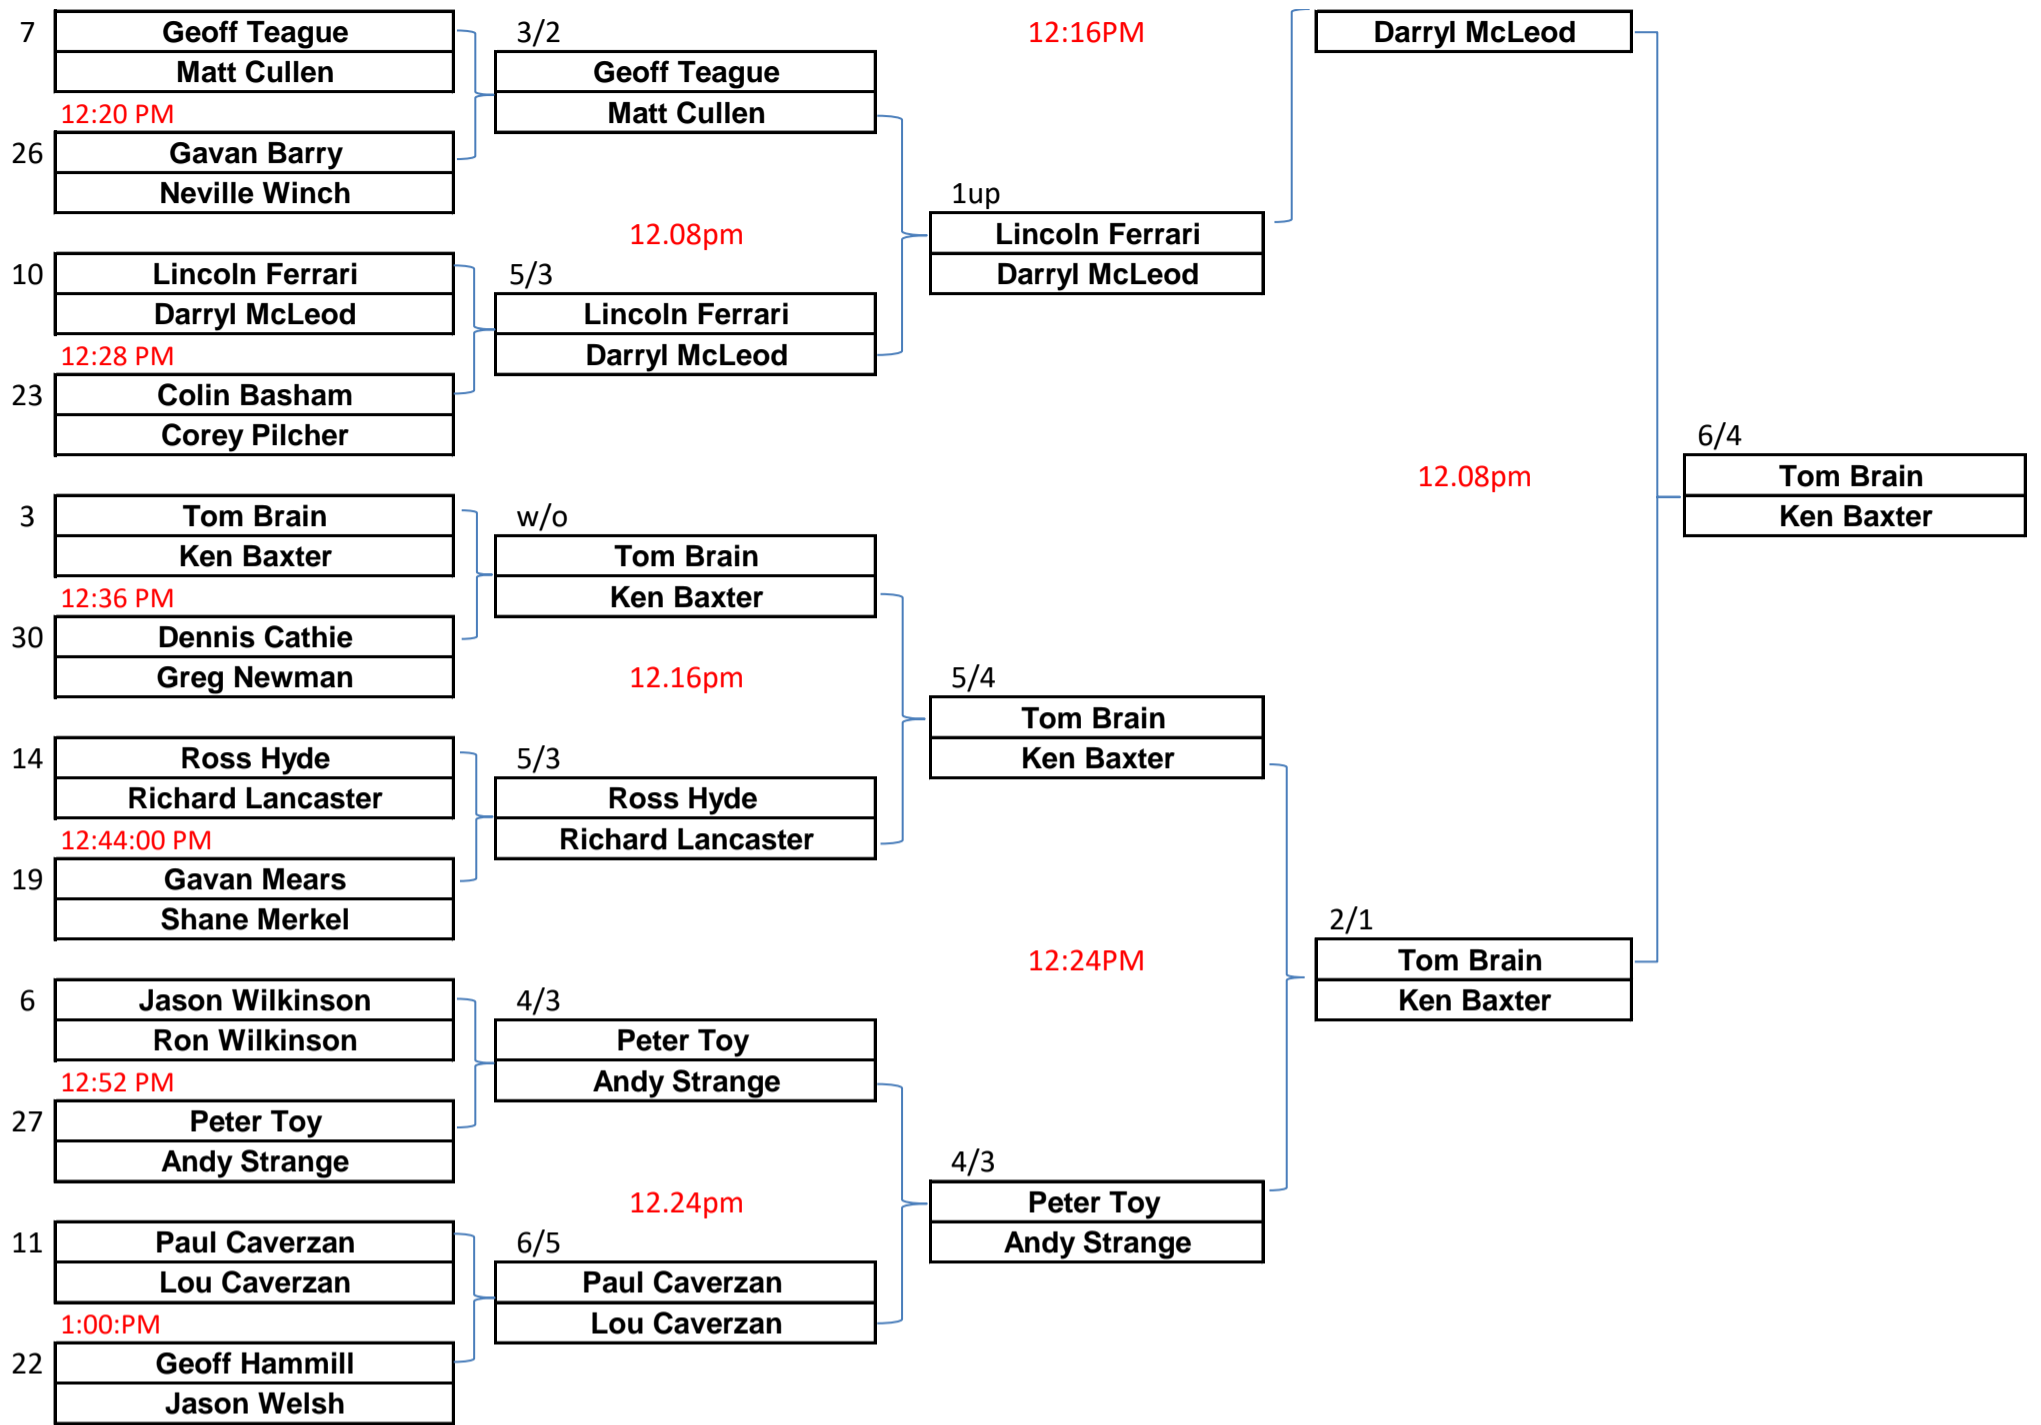 7 Geoff Teague 3/2 12:16PM Darryl McLeod
Matt Cullen Geoff Teague
12:20 PM Matt Cullen
26 Gavan Barry
Neville Winch 1up
12.08pm Lincoln Ferrari
10 Lincoln Ferrari 5/3 Darryl McLeod
Darryl McLeod Lincoln Ferrari
12:28 PM Darryl McLeod
23 Colin Basham
Corey Pilcher 6/4
12.08pm Tom Brain
3 Tom Brain w/o Ken Baxter
Ken Baxter Tom Brain
12:36 PM Ken Baxter
30 Dennis Cathie
Greg Newman 12.16pm 5/4
Tom Brain
14 Ross Hyde 5/3 Ken Baxter
Richard Lancaster Ross Hyde
12:44:00 PM Richard Lancaster
19 Gavan Mears
Shane Merkel 2/1
12:24PM Tom Brain
6 Jason Wilkinson 4/3 Ken Baxter
Ron Wilkinson Peter Toy
12:52 PM Andy Strange
27 Peter Toy
Andy Strange 4/3
12.24pm Peter Toy
11 Paul Caverzan 6/5 Andy Strange
Lou Caverzan Paul Caverzan
1:00:PM Lou Caverzan
22 Geoff Hammill
Jason Welsh